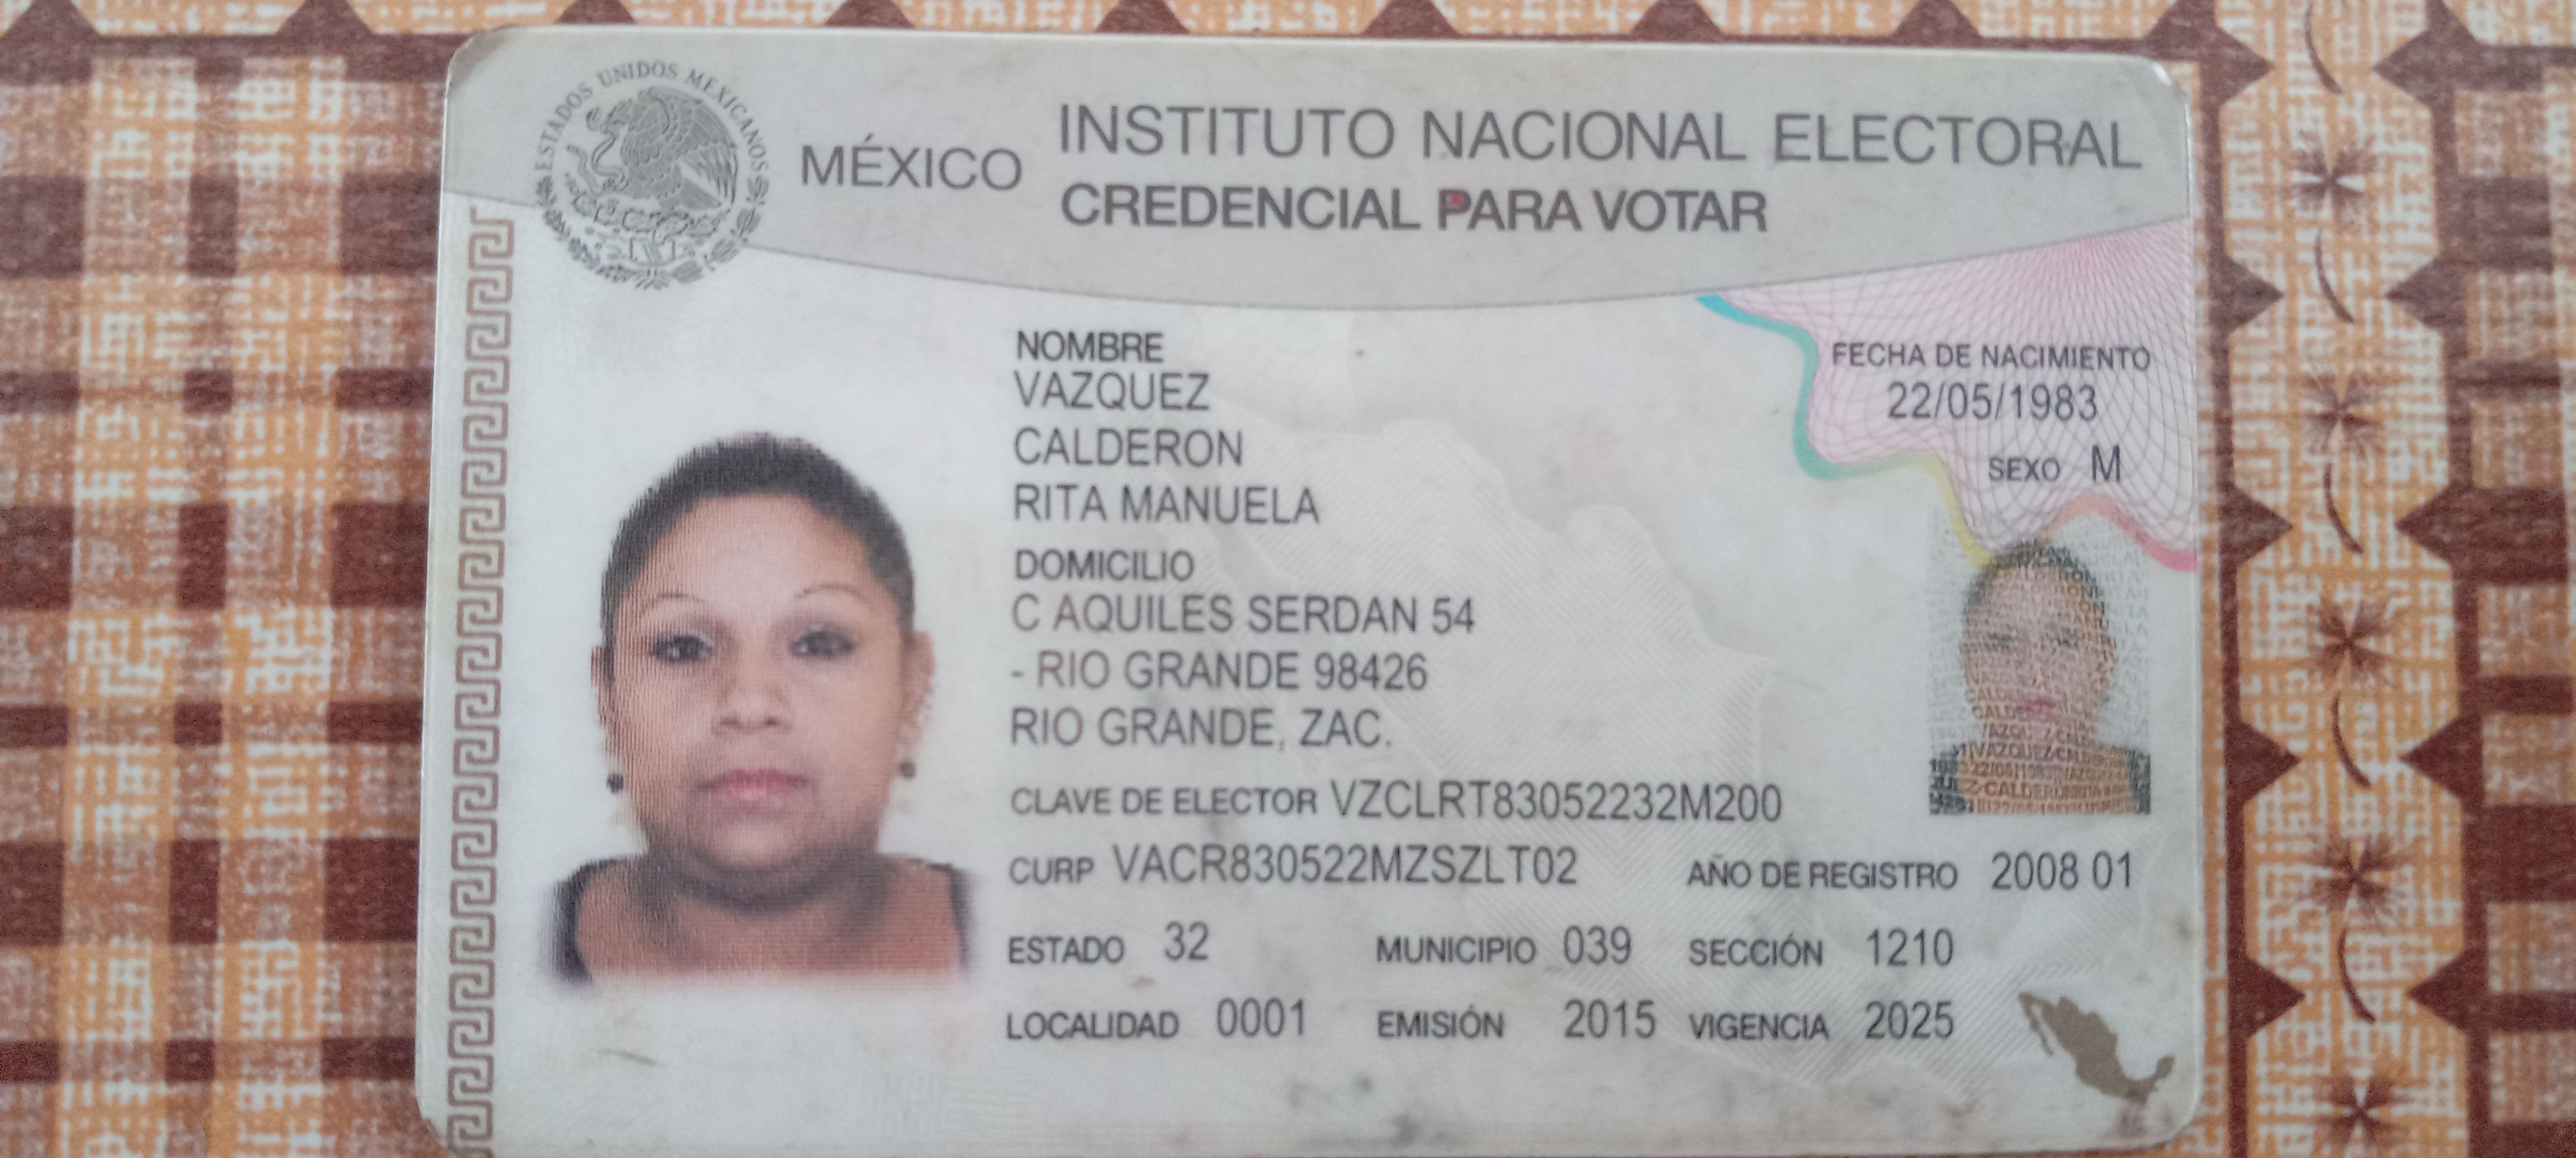 ESTADOS UNIDOS MEXICANOS
MÉXICO
INSTITUTO NACIONAL ELECTORAL
CREDENCIAL PARA VOTAR
NOMBRE
VAZQUEZ
CALDERON
RITA MANUELA
FECHA DE NACIMIENTO
22/05/1983
SEXO M
DOMICILIO
C AQUILES SERDAN 54
- RIO GRANDE 98426
RIO GRANDE, ZAC.
CLAVE DE ELECTOR VZCLRT83052232M200
CURP VACR830522MZSZLT02 AÑO DE REGISTRO 2008 01
ESTADO 32 MUNICIPIO 039 SECCIÓN 1210
LOCALIDAD 0001 EMISIÓN 2015 VIGENCIA 2025